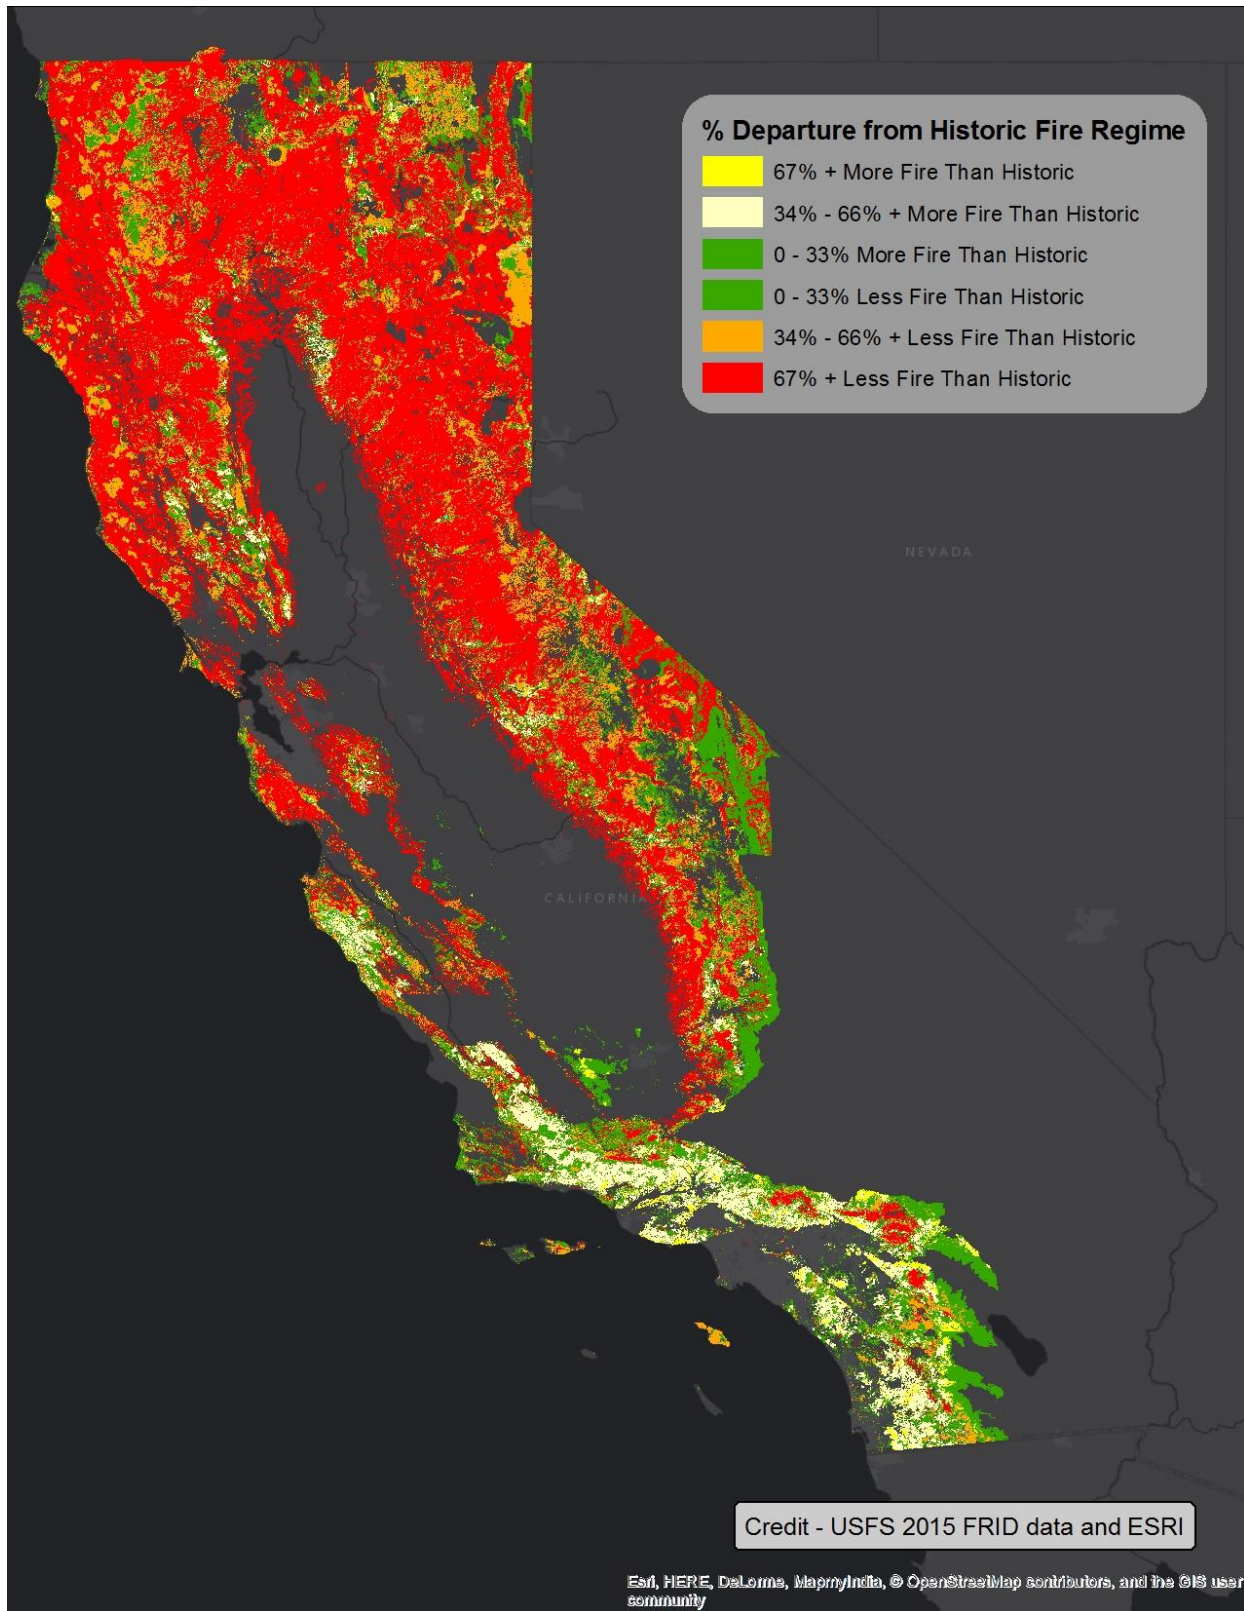 % Departure from Historic Fire Regime
67% + More Fire Than Historic
34% - 66% + More Fire Than Historic
0 - 33% More Fire Than Historic
0 - 33% Less Fire Than Historic
34% - 66% + Less Fire Than Historic
67% + Less Fire Than Historic
NEVADA
CALIFORNIA
Credit - USFS 2015 FRID data and ESRI
Esri, HERE, DeLorme, MapmyIndia, © OpenStreetMap contributors, and the GIS user
community